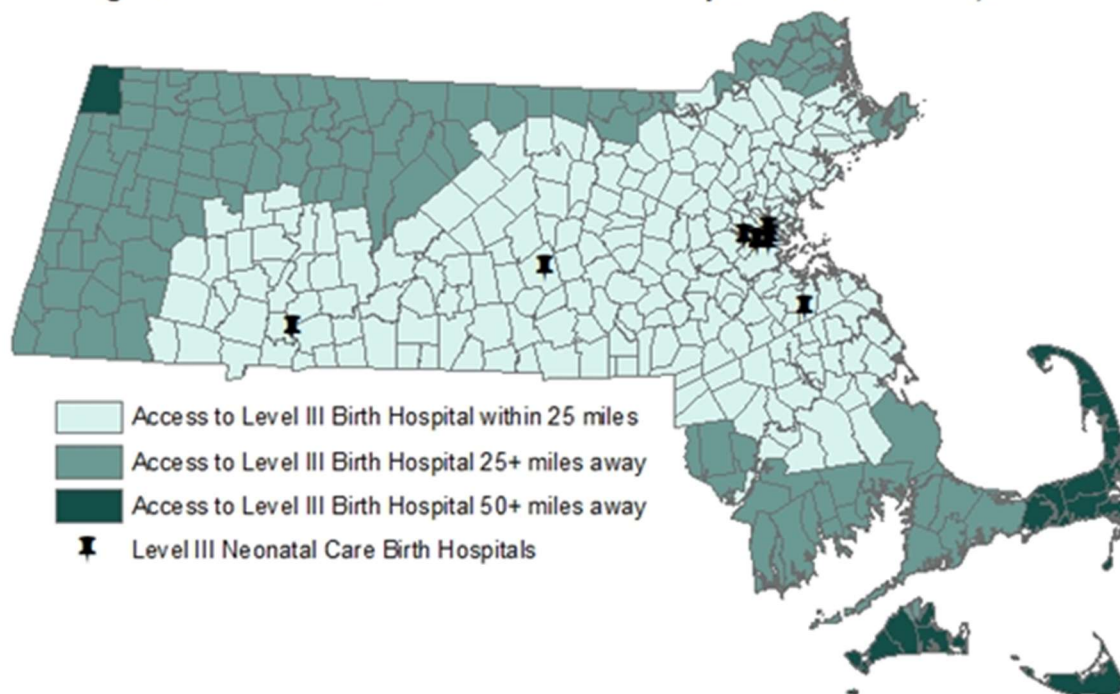 Access to Level III Birth Hospital within 25 miles
Access to Level III Birth Hospital 25+ miles away
Access to Level III Birth Hospital 50+ miles away
Level III Neonatal Care Birth Hospitals